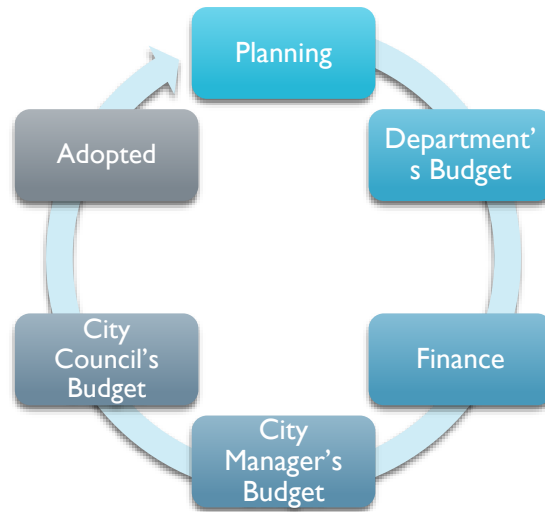 Planning
Department’
s Budget
Finance
City
Manager’s
Budget
City
Council’s
Budget
Adopted